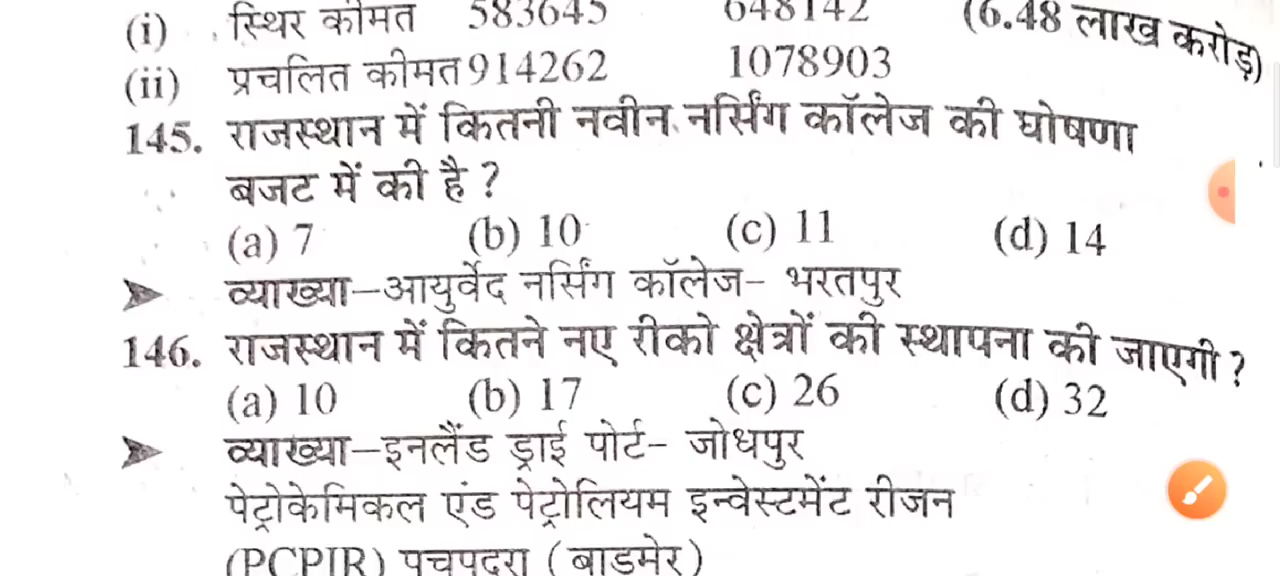 (i) स्थिर कीमत 583645 648142 (6.48 लाख करोड़)
(ii) प्रचलित कीमत 914262 1078903
145. राजस्थान में कितनी नवीन नर्सिंग कॉलेज की घोषणा
बजट में की है ?
(a) 7 (b) 10 (c) 11 (d) 14
➤ व्याख्या–आयुर्वेद नर्सिंग कॉलेज– भरतपुर
146. राजस्थान में कितने नए रीको क्षेत्रों की स्थापना की जाएगी ?
(a) 10 (b) 17 (c) 26 (d) 32
➤ व्याख्या–इनलैंड ड्राई पोर्ट– जोधपुर
पेट्रोकेमिकल एंड पेट्रोलियम इन्वेस्टमेंट रीजन
(PCPIR) पचपदरा (बाडमेर)